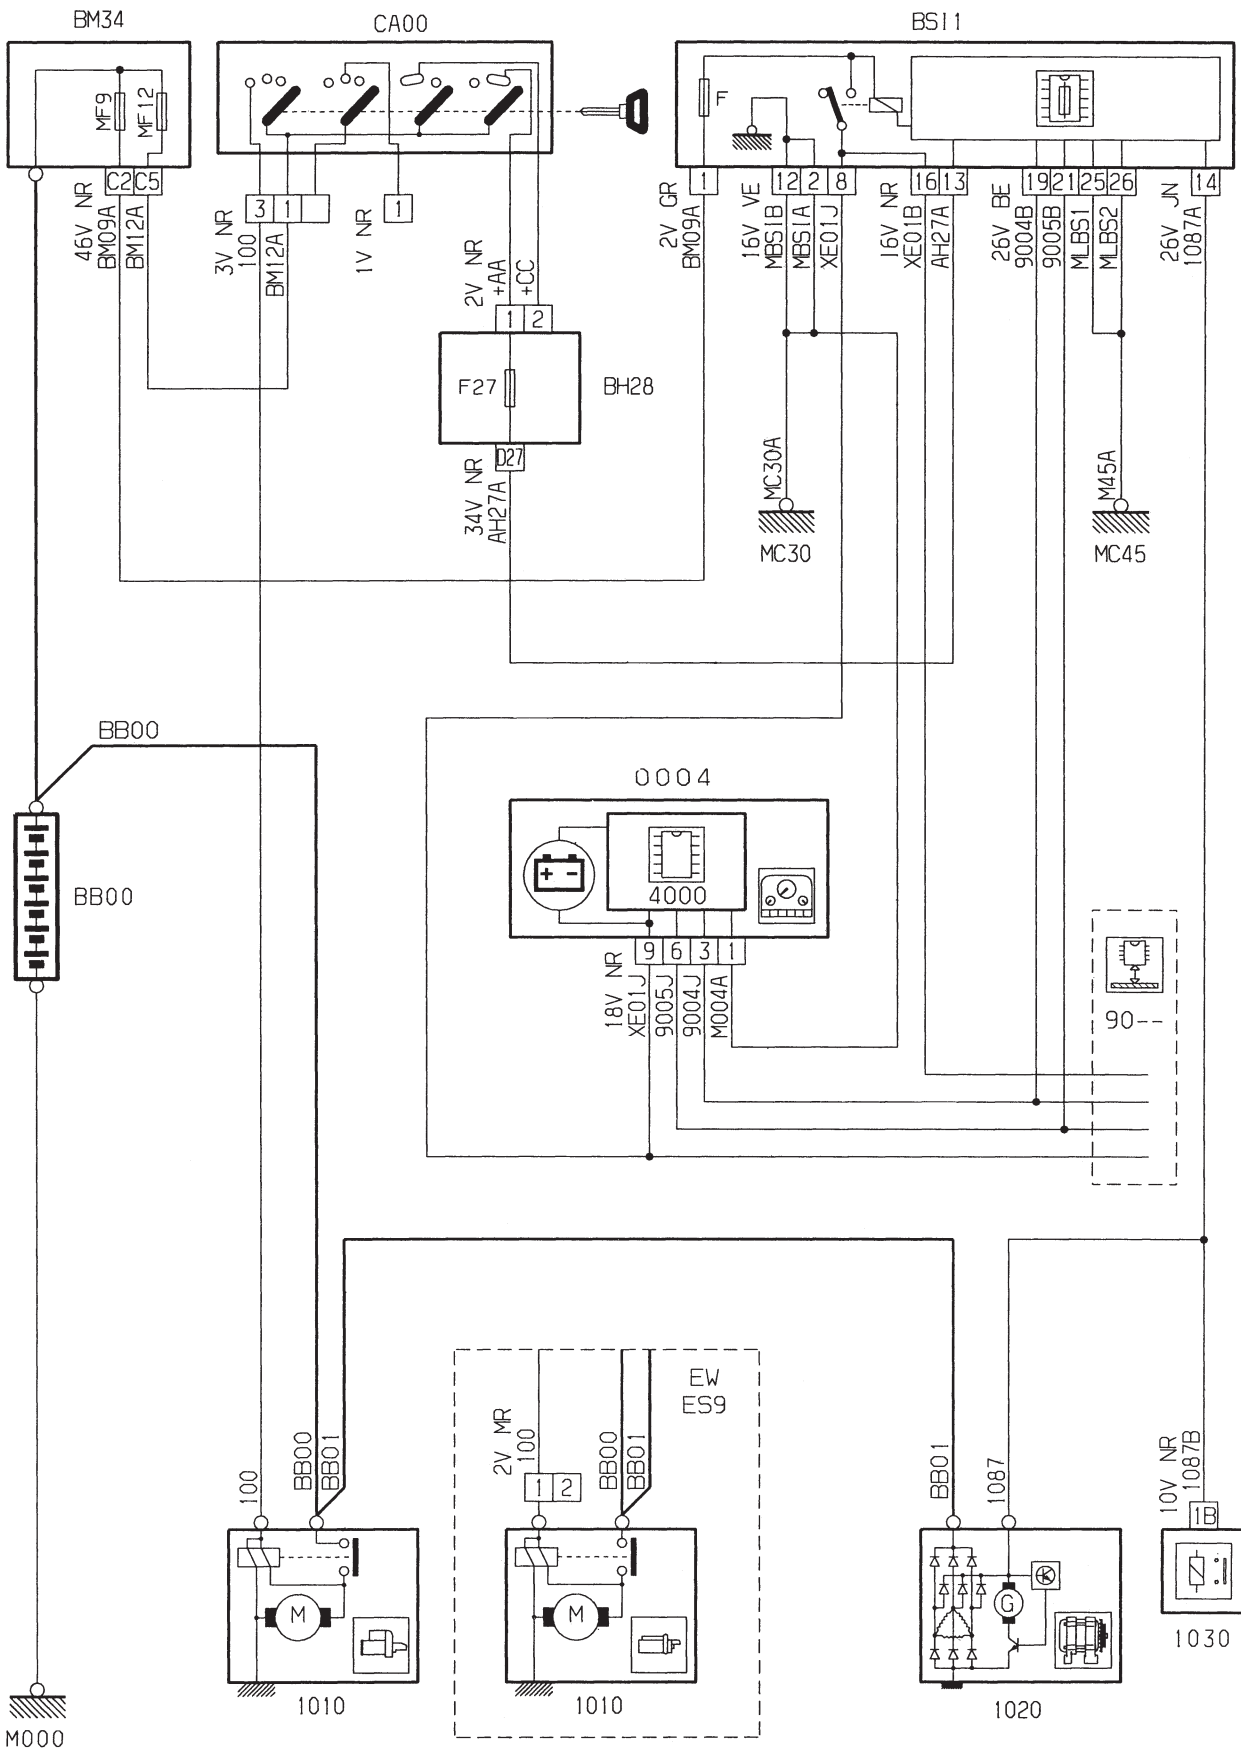 BM34
CA00
BSI1
MF9
MF12
F
C2 C5
3 1
1
1
12 2 8
16 13
19 21 25 26
14
46V NR
BM09A
BM12A
3V NR
100
BM12A
1V NR
2V NR
+AA
+CC
2V GR
BM09A
16V VE
MBS1B
MBS1A
XE01J
16V NR
XE01B
AH27A
26V BE
9004B
9005B
MLBS1
MLBS2
26V JN
1087A
1 2
F27
BH28
D27
34V NR
AH27A
MC30A
MC30
M45A
MC45
BB00
0004
+ -
4000
BB00
9 6 3 1
18V NR
XE01J
9005J
9004J
M004A
90--
EW
ES9
100
BB00
BB01
2V MR
100
BB00
BB01
1 2
BB01
1087
10V NR
1087B
1B
M
M
G
1030
1010
1010
1020
M000